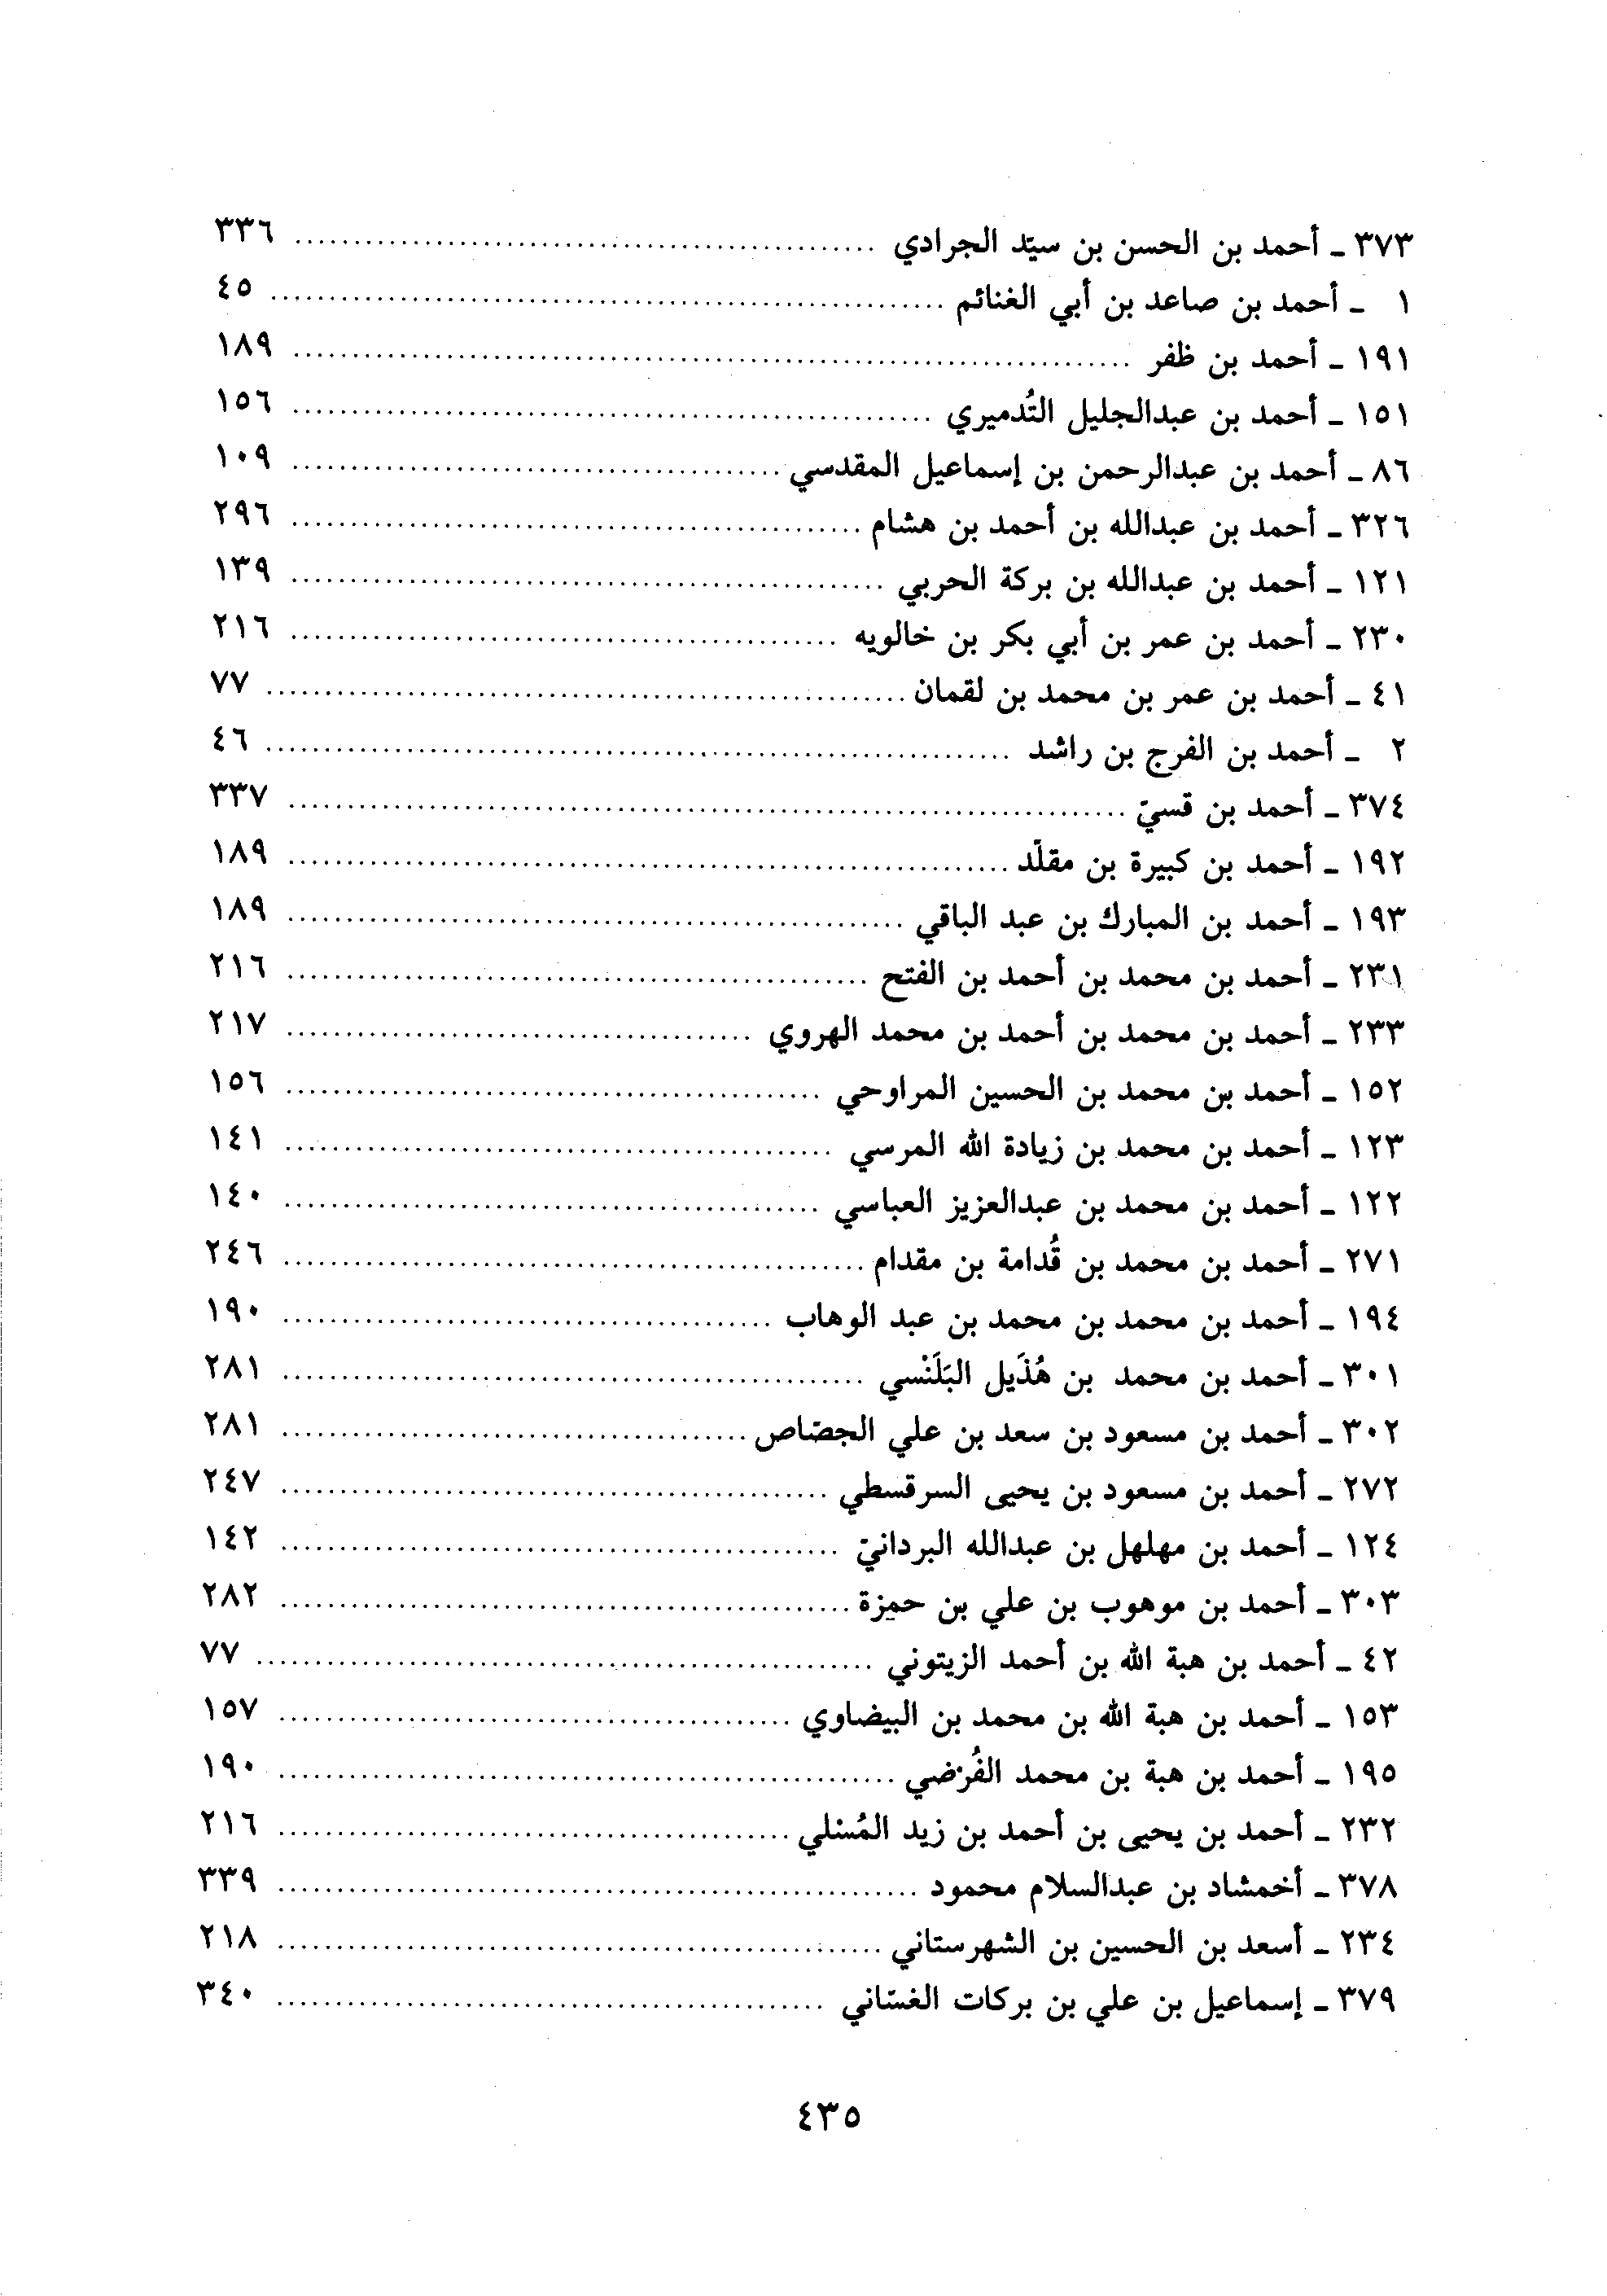 ٣٧٣ ـ أحمد بن الحسن بن سيّد الجرادي ........ ٣٣٦
١ ـ أحمد بن صاعد بن أبي الغنائم ........ ٤٥
١٩١ ـ أحمد بن ظفر ........ ١٨٩
١٥١ ـ أحمد بن عبدالجليل التُدميري ........ ١٥٦
٨٦ ـ أحمد بن عبدالرحمن بن إسماعيل المقدسي ........ ١٠٩
٣٢٦ ـ أحمد بن عبدالله بن أحمد بن هشام ........ ٢٩٦
١٢١ ـ أحمد بن عبدالله بن بركة الحربي ........ ١٣٩
٢٣٠ ـ أحمد بن عمر بن أبي بكر بن خالويه ........ ٢١٦
٤١ ـ أحمد بن عمر بن محمد بن لقمان ........ ٧٧
٢ ـ أحمد بن الفرج بن راشد ........ ٤٦
٣٧٤ ـ أحمد بن قسيّ ........ ٣٣٧
١٩٢ ـ أحمد بن كبيرة بن مقلّد ........ ١٨٩
١٩٣ ـ أحمد بن المبارك بن عبد الباقي ........ ١٨٩
٢٣١ ـ أحمد بن محمد بن أحمد بن الفتح ........ ٢١٦
٢٣٣ ـ أحمد بن محمد بن أحمد بن محمد الهروي ........ ٢١٧
١٥٢ ـ أحمد بن محمد بن الحسين المراوحي ........ ١٥٦
١٢٣ ـ أحمد بن محمد بن زيادة الله المرسي ........ ١٤١
١٢٢ ـ أحمد بن محمد بن عبدالعزيز العباسي ........ ١٤٠
٢٧١ ـ أحمد بن محمد بن قُدامة بن مقدام ........ ٢٤٦
١٩٤ ـ أحمد بن محمد بن محمد بن عبد الوهاب ........ ١٩٠
٣٠١ ـ أحمد بن محمد بن هُذَيل البَلَنْسي ........ ٢٨١
٣٠٢ ـ أحمد بن مسعود بن سعد بن علي الجصّاص ........ ٢٨١
٢٧٢ ـ أحمد بن مسعود بن يحيى السرقسطي ........ ٢٤٧
١٢٤ ـ أحمد بن مهلهل بن عبدالله البردانيّ ........ ١٤٢
٣٠٣ ـ أحمد بن موهوب بن علي بن حمزة ........ ٢٨٢
٤٢ ـ أحمد بن هبة الله بن أحمد الزيتوني ........ ٧٧
١٥٣ ـ أحمد بن هبة الله بن محمد بن البيضاوي ........ ١٥٧
١٩٥ ـ أحمد بن هبة بن محمد الفُرْضي ........ ١٩٠
٢٣٢ ـ أحمد بن يحيى بن أحمد بن زيد المُسْلي ........ ٢١٦
٣٧٨ ـ أخمشاد بن عبدالسلام محمود ........ ٣٣٩
٢٣٤ ـ أسعد بن الحسين بن الشهرستاني ........ ٢١٨
٣٧٩ ـ إسماعيل بن علي بن بركات الغسّاني ........ ٣٤٠
٤٣٥